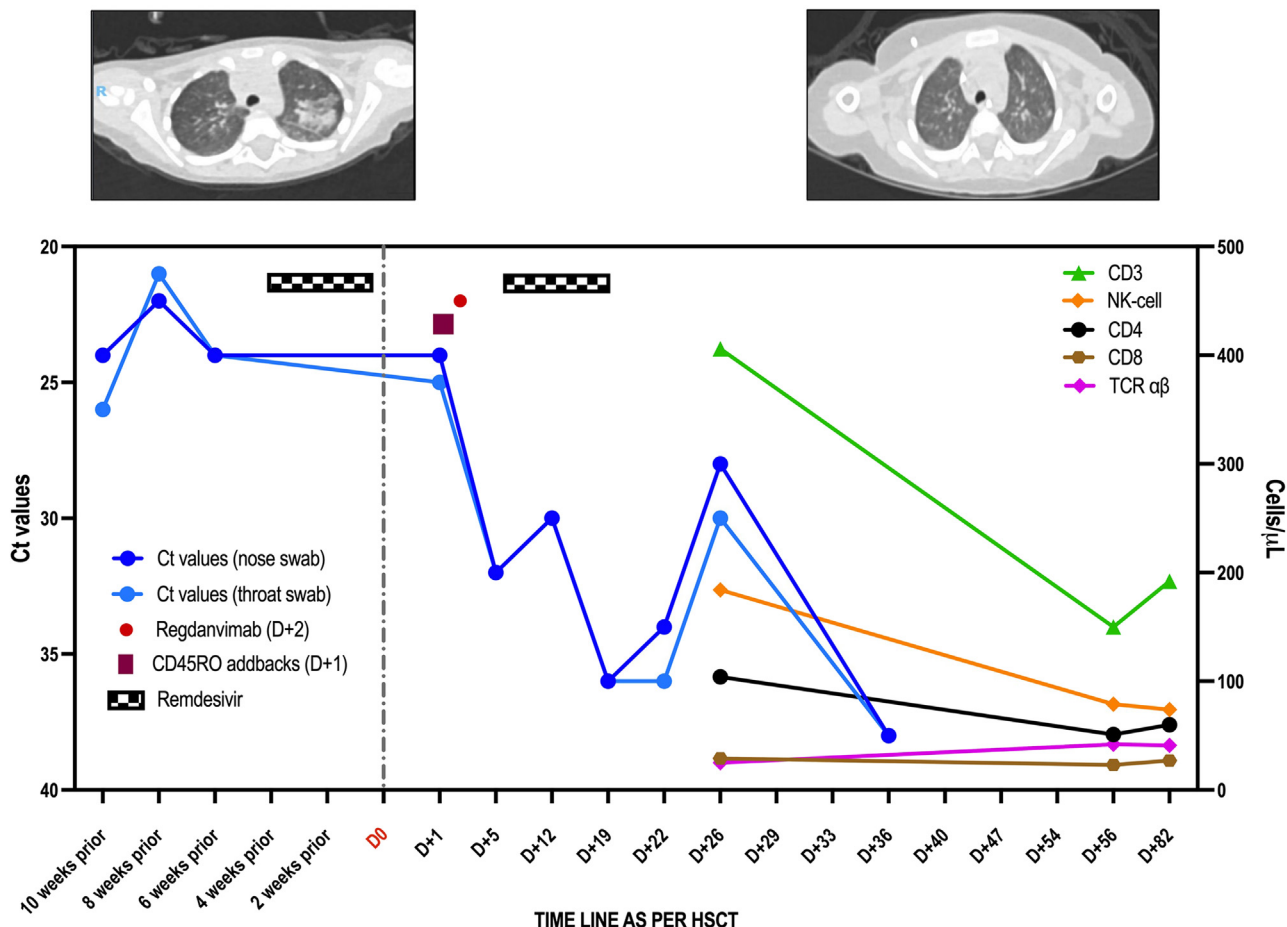 R
20
25
30
35
40
Ct values
500
400
300
200
100
0
Cells/μL
CD3
NK-cell
CD4
CD8
TCR αβ
Ct values (nose swab)
Ct values (throat swab)
Regdanvimab (D+2)
CD45RO addbacks (D+1)
Remdesivir
10 weeks prior
8 weeks prior
6 weeks prior
4 weeks prior
2 weeks prior
D0
D+1
D+5
D+12
D+19
D+22
D+26
D+29
D+33
D+36
D+40
D+47
D+54
D+56
D+82
TIME LINE AS PER HSCT